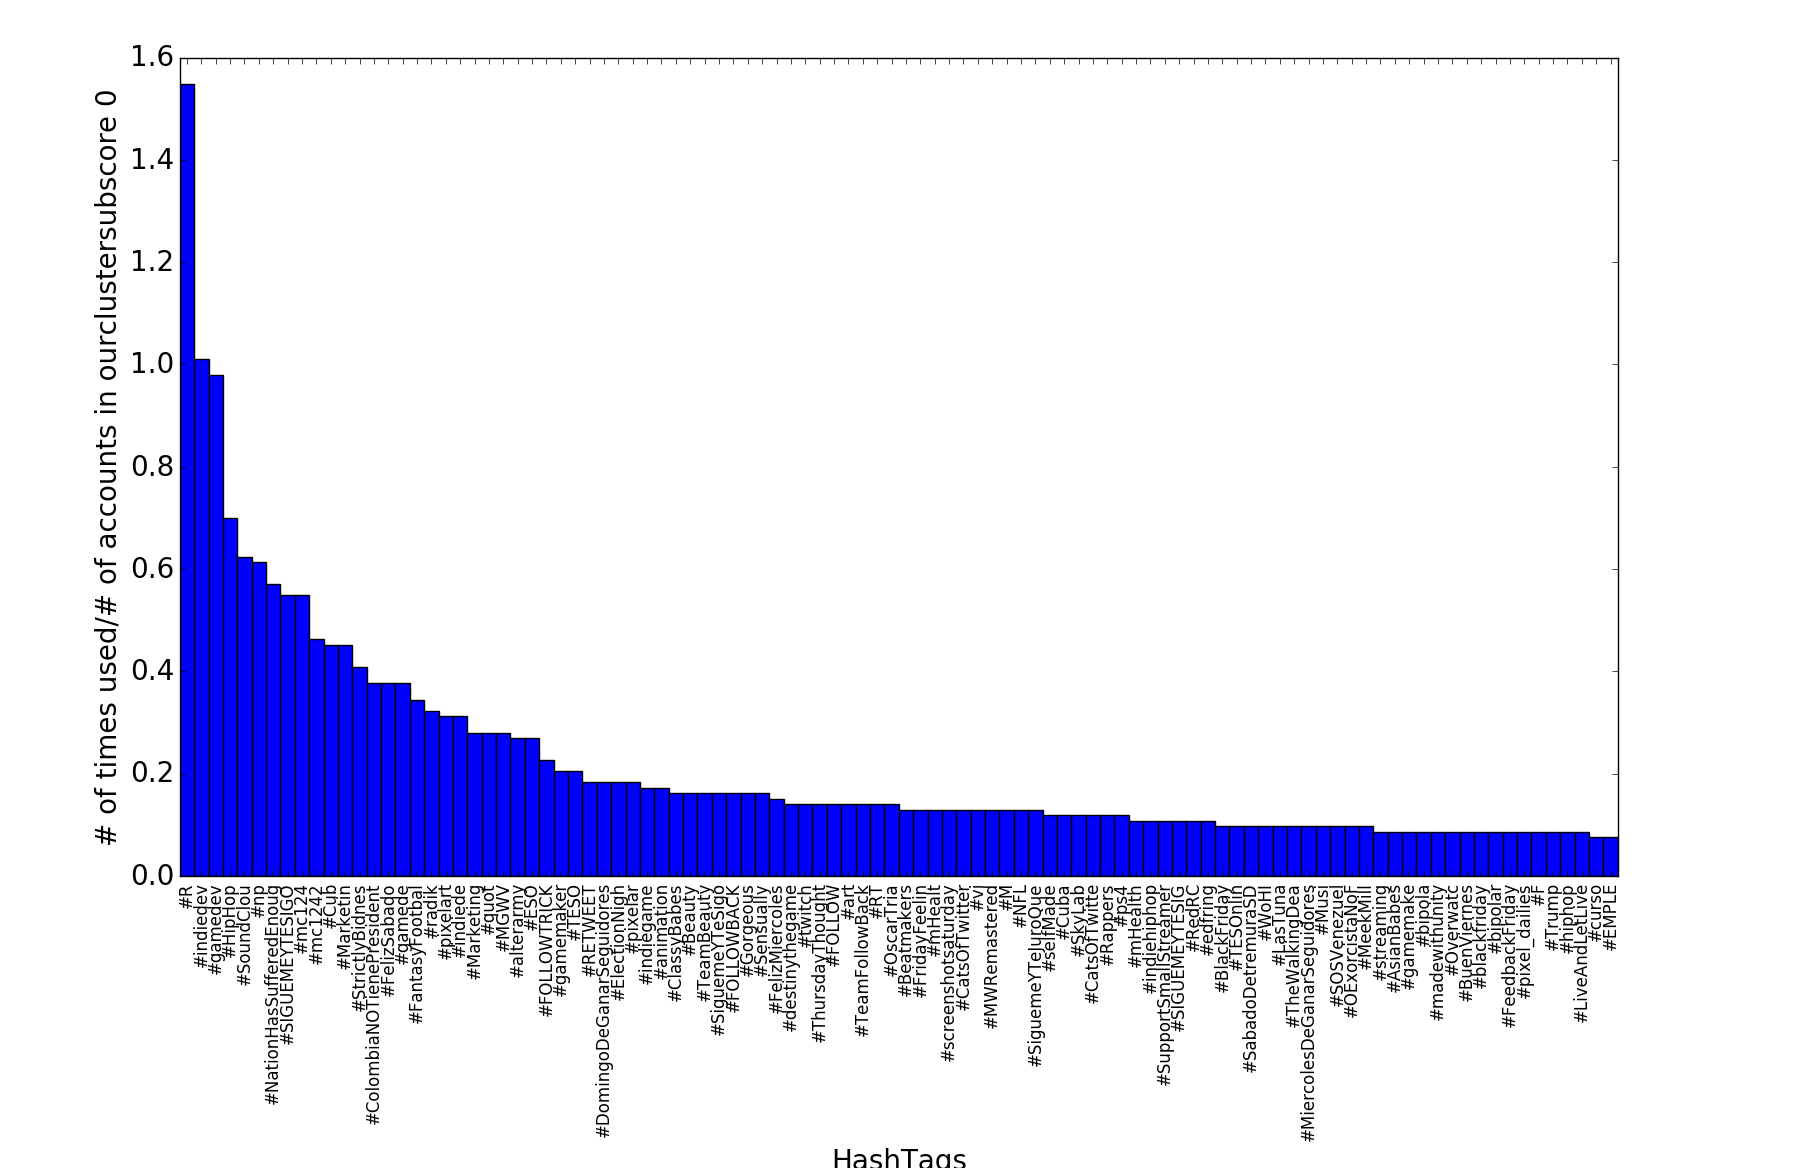 # of times used/# of accounts in ourclustersubscore 0
1.6
1.4
1.2
1.0
0.8
0.6
0.4
0.2
0.0
#R
#indiedev
#gamedev
#HipHop
#SoundClou
#np
#NationHasSufferedEnoug
#SIGUEMEYTESIGO
#mc124
#mc1242
#Cub
#Marketin
#StrictlyBidnes
#ColombiaNOTienePresident
#FelizSabado
#gamede
#FantasyFootbal
#radik
#pixelart
#indiede
#Marketing
#quot
#MGWV
#alterarmy
#ESO
#FOLLOWTRICK
#gamemaker
#TESO
#RETWEET
#DomingoDeGanarSeguidores
#ElectionNigh
#pixelar
#indiegame
#animation
#ClassyBabes
#Beauty
#TeamBeauty
#SiguemeYTeSigo
#FOLLOWBACK
#Gorgeous
#Sensually
#FelizMiercoles
#destinythegame
#twitch
#ThursdayThought
#FOLLOW
#art
#TeamFollowBack
#RT
#OscarTria
#Beatmakers
#FridayFeelin
#mHealt
#screenshotsaturday
#CatsOfTwitter
#vj
#MWRemastered
#M
#NFL
#SiguemeYTeJuroQue
#selfMade
#Cuba
#SkyLab
#CatsOfTwitte
#Rappers
#ps4
#mHealth
#indiehiphop
#SupportSmallStreamer
#SIGUEMEYTESIG
#RedRC
#edfring
#BlackFriday
#TESOnlin
#SabadoDetremuraSD
#WoHI
#LasTuna
#TheWalkingDea
#MiercolesDeGanarSeguidores
#Musi
#SOSVenezuel
#OExorcistaNoF
#MeekMill
#streaming
#AsianBabes
#gamemake
#bipola
#madewithunity
#Overwatc
#BuenViernes
#blackfriday
#bipolar
#FeedbackFriday
#pixel_dailies
#F
#Trump
#hiphop
#LiveAndLetLive
#curso
#EMPLE
HashTags